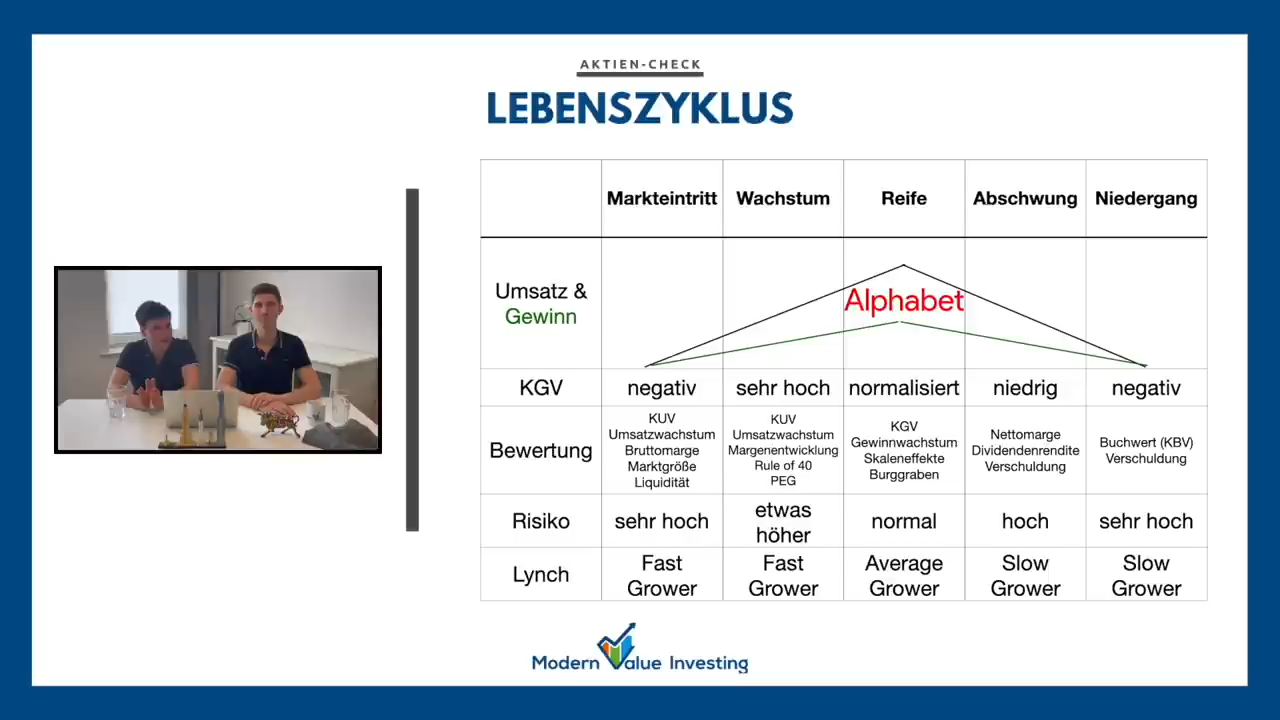 AKTIEN-CHECK
LEBENSZYKLUS
Markteintritt Wachstum Reife Abschwung Niedergang
Umsatz &
Gewinn
Alphabet
KGV negativ sehr hoch normalisiert niedrig negativ
Bewertung
KUV
Umsatzwachstum
Bruttomarge
Marktgröße
Liquidität
KUV
Umsatzwachstum
Margenentwicklung
Rule of 40
PEG
KGV
Gewinnwachstum
Skaleneffekte
Burggraben
Nettomarge
Dividendenrendite
Verschuldung
Buchwert (KBV)
Verschuldung
Risiko
sehr hoch
etwas
höher
normal
hoch
sehr hoch
Lynch
Fast
Grower
Fast
Grower
Average
Grower
Slow
Grower
Slow
Grower
Modern Value Investing